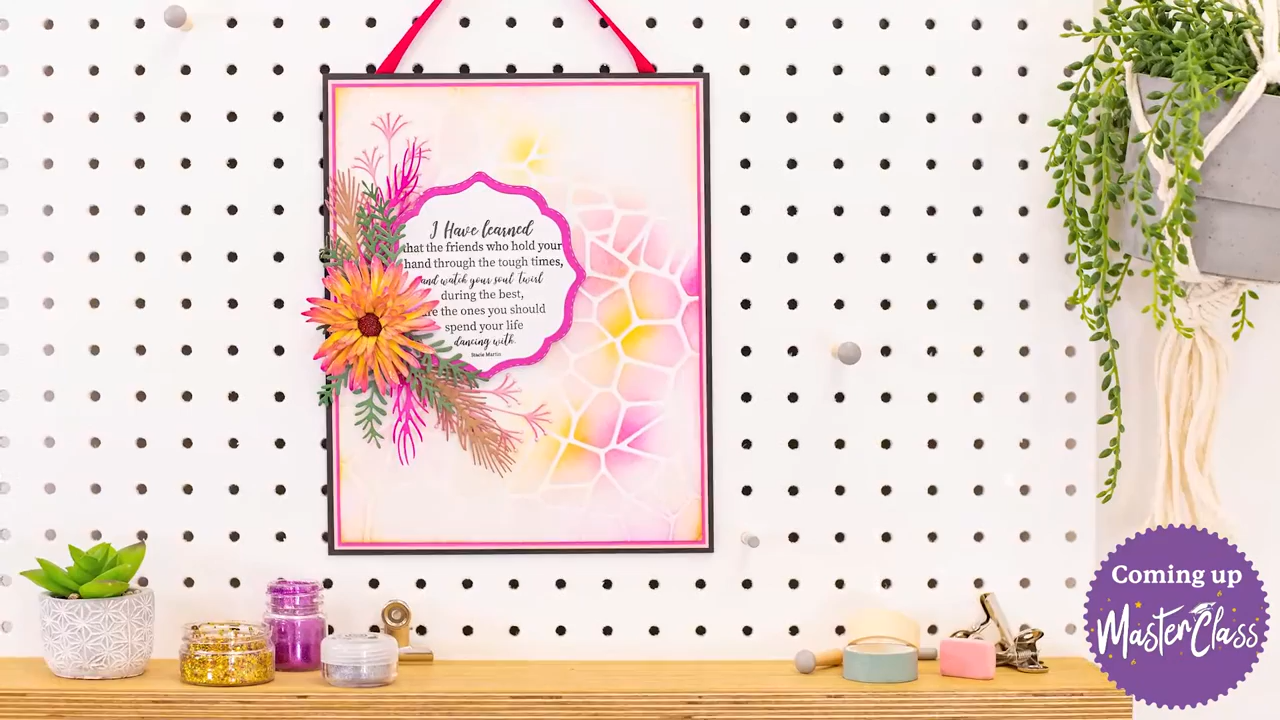 I Have learned
that the friends who hold your
hand through the tough times,
and watch your soul twist
during the best,
are the ones you should
spend your life
dancing with.
Stacie Martin
Coming up
MasterClass